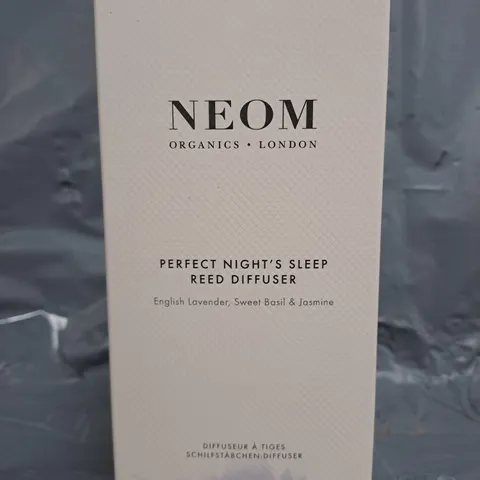 NEOM
ORGANICS • LONDON
PERFECT NIGHT'S SLEEP
REED DIFFUSER
English Lavender, Sweet Basil & Jasmine
DIFFUSEUR À TIGES
SCHILFSTÄBCHEN-DIFFUSER